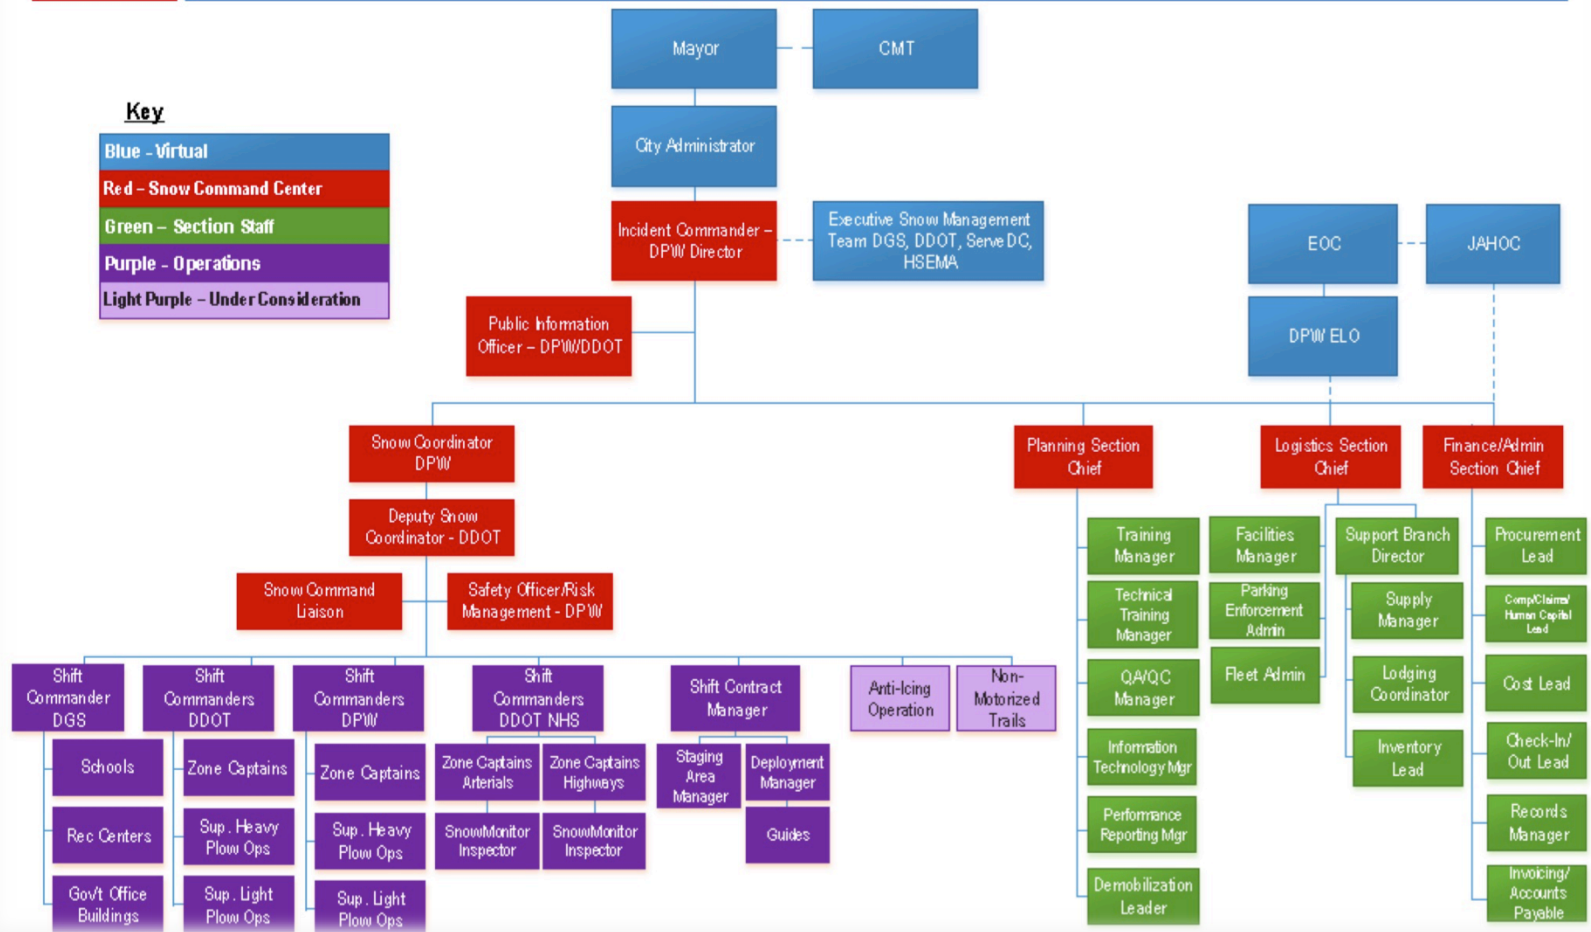 Mayor
CMT
Key
Blue - Virtual
Red – Snow Command Center
Green – Section Staff
Purple - Operations
Light Purple – Under Consideration
City Administrator
Incident Commander –
DPW Director
Executive Snow Management
Team DGS, DDOT, Serve DC,
HSEMA
EOC
JAHOC
Public Information
Officer – DPW/DDOT
DPW ELO
Snow Coordinator
DPW
Planning Section
Chief
Logistics Section
Chief
Finance/Admin
Section Chief
Deputy Snow
Coordinator - DDOT
Snow Command
Liaison
Safety Officer/Risk
Management - DPW
Shift
Commander
DGS
Schools
Rec Centers
Gov't Office
Buildings
Shift
Commanders
DDOT
Zone Captains
Sup. Heavy
Plow Ops
Sup. Light
Plow Ops
Shift
Commanders
DPW
Zone Captains
Sup. Heavy
Plow Ops
Sup. Light
Plow Ops
Shift
Commanders
DDOT NHS
Zone Captains
Arterials
SnowMonitor
Inspector
Zone Captains
Highways
SnowMonitor
Inspector
Shift Contract
Manager
Staging
Area
Manager
Deployment
Manager
Guides
Anti-Icing
Operation
Non-
Motorized
Trails
Training
Manager
Technical
Training
Manager
QA/QC
Manager
Information
Technology Mgr
Performance
Reporting Mgr
Demobilization
Leader
Facilities
Manager
Parking
Enforcement
Admin
Fleet Admin
Support Branch
Director
Supply
Manager
Lodging
Coordinator
Inventory
Lead
Procurement
Lead
Comp/Claims/
Human Capital
Lead
Cost Lead
Check-In/
Out Lead
Records
Manager
Invoicing/
Accounts
Payable